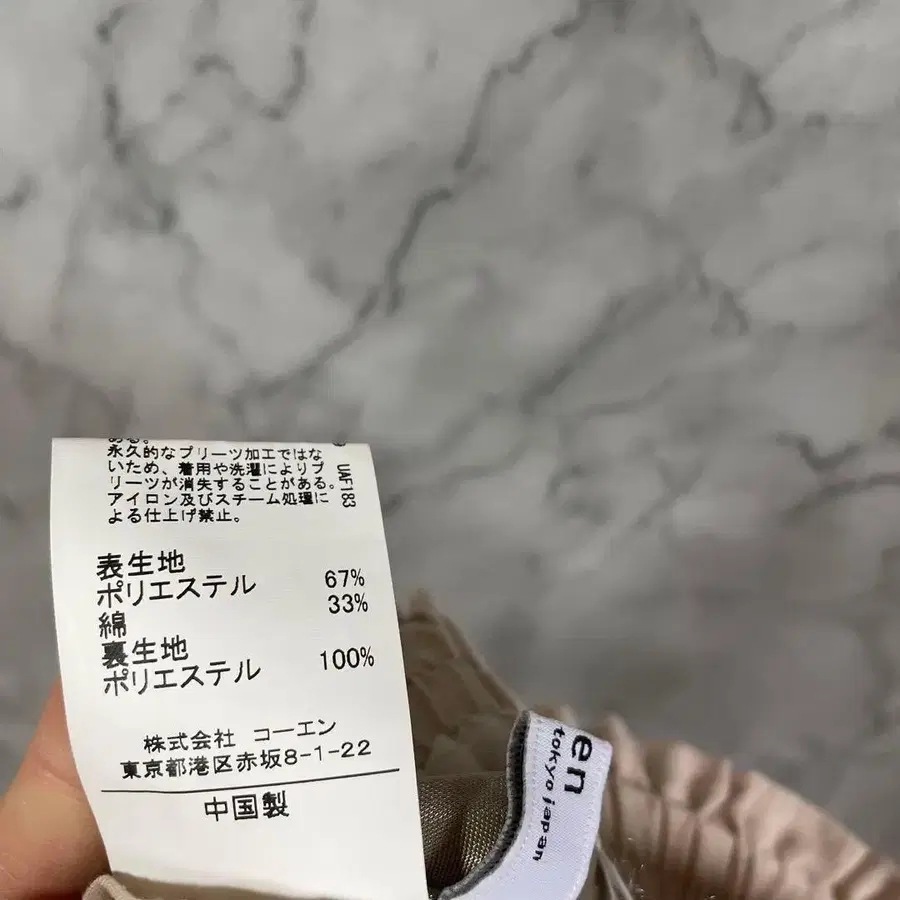 ある。
永久的なプリーツ加工ではな
いため、着用や洗濯によりプ
リーツが消失することがある。
アイロン及びスチーム処理に
よる仕上げ禁止。
UAF183
表生地
ポリエステル 67%
綿 33%
裏生地
ポリエステル 100%
株式会社 コーエン
東京都港区赤坂8-1-22
中国製
en
tokyo japan